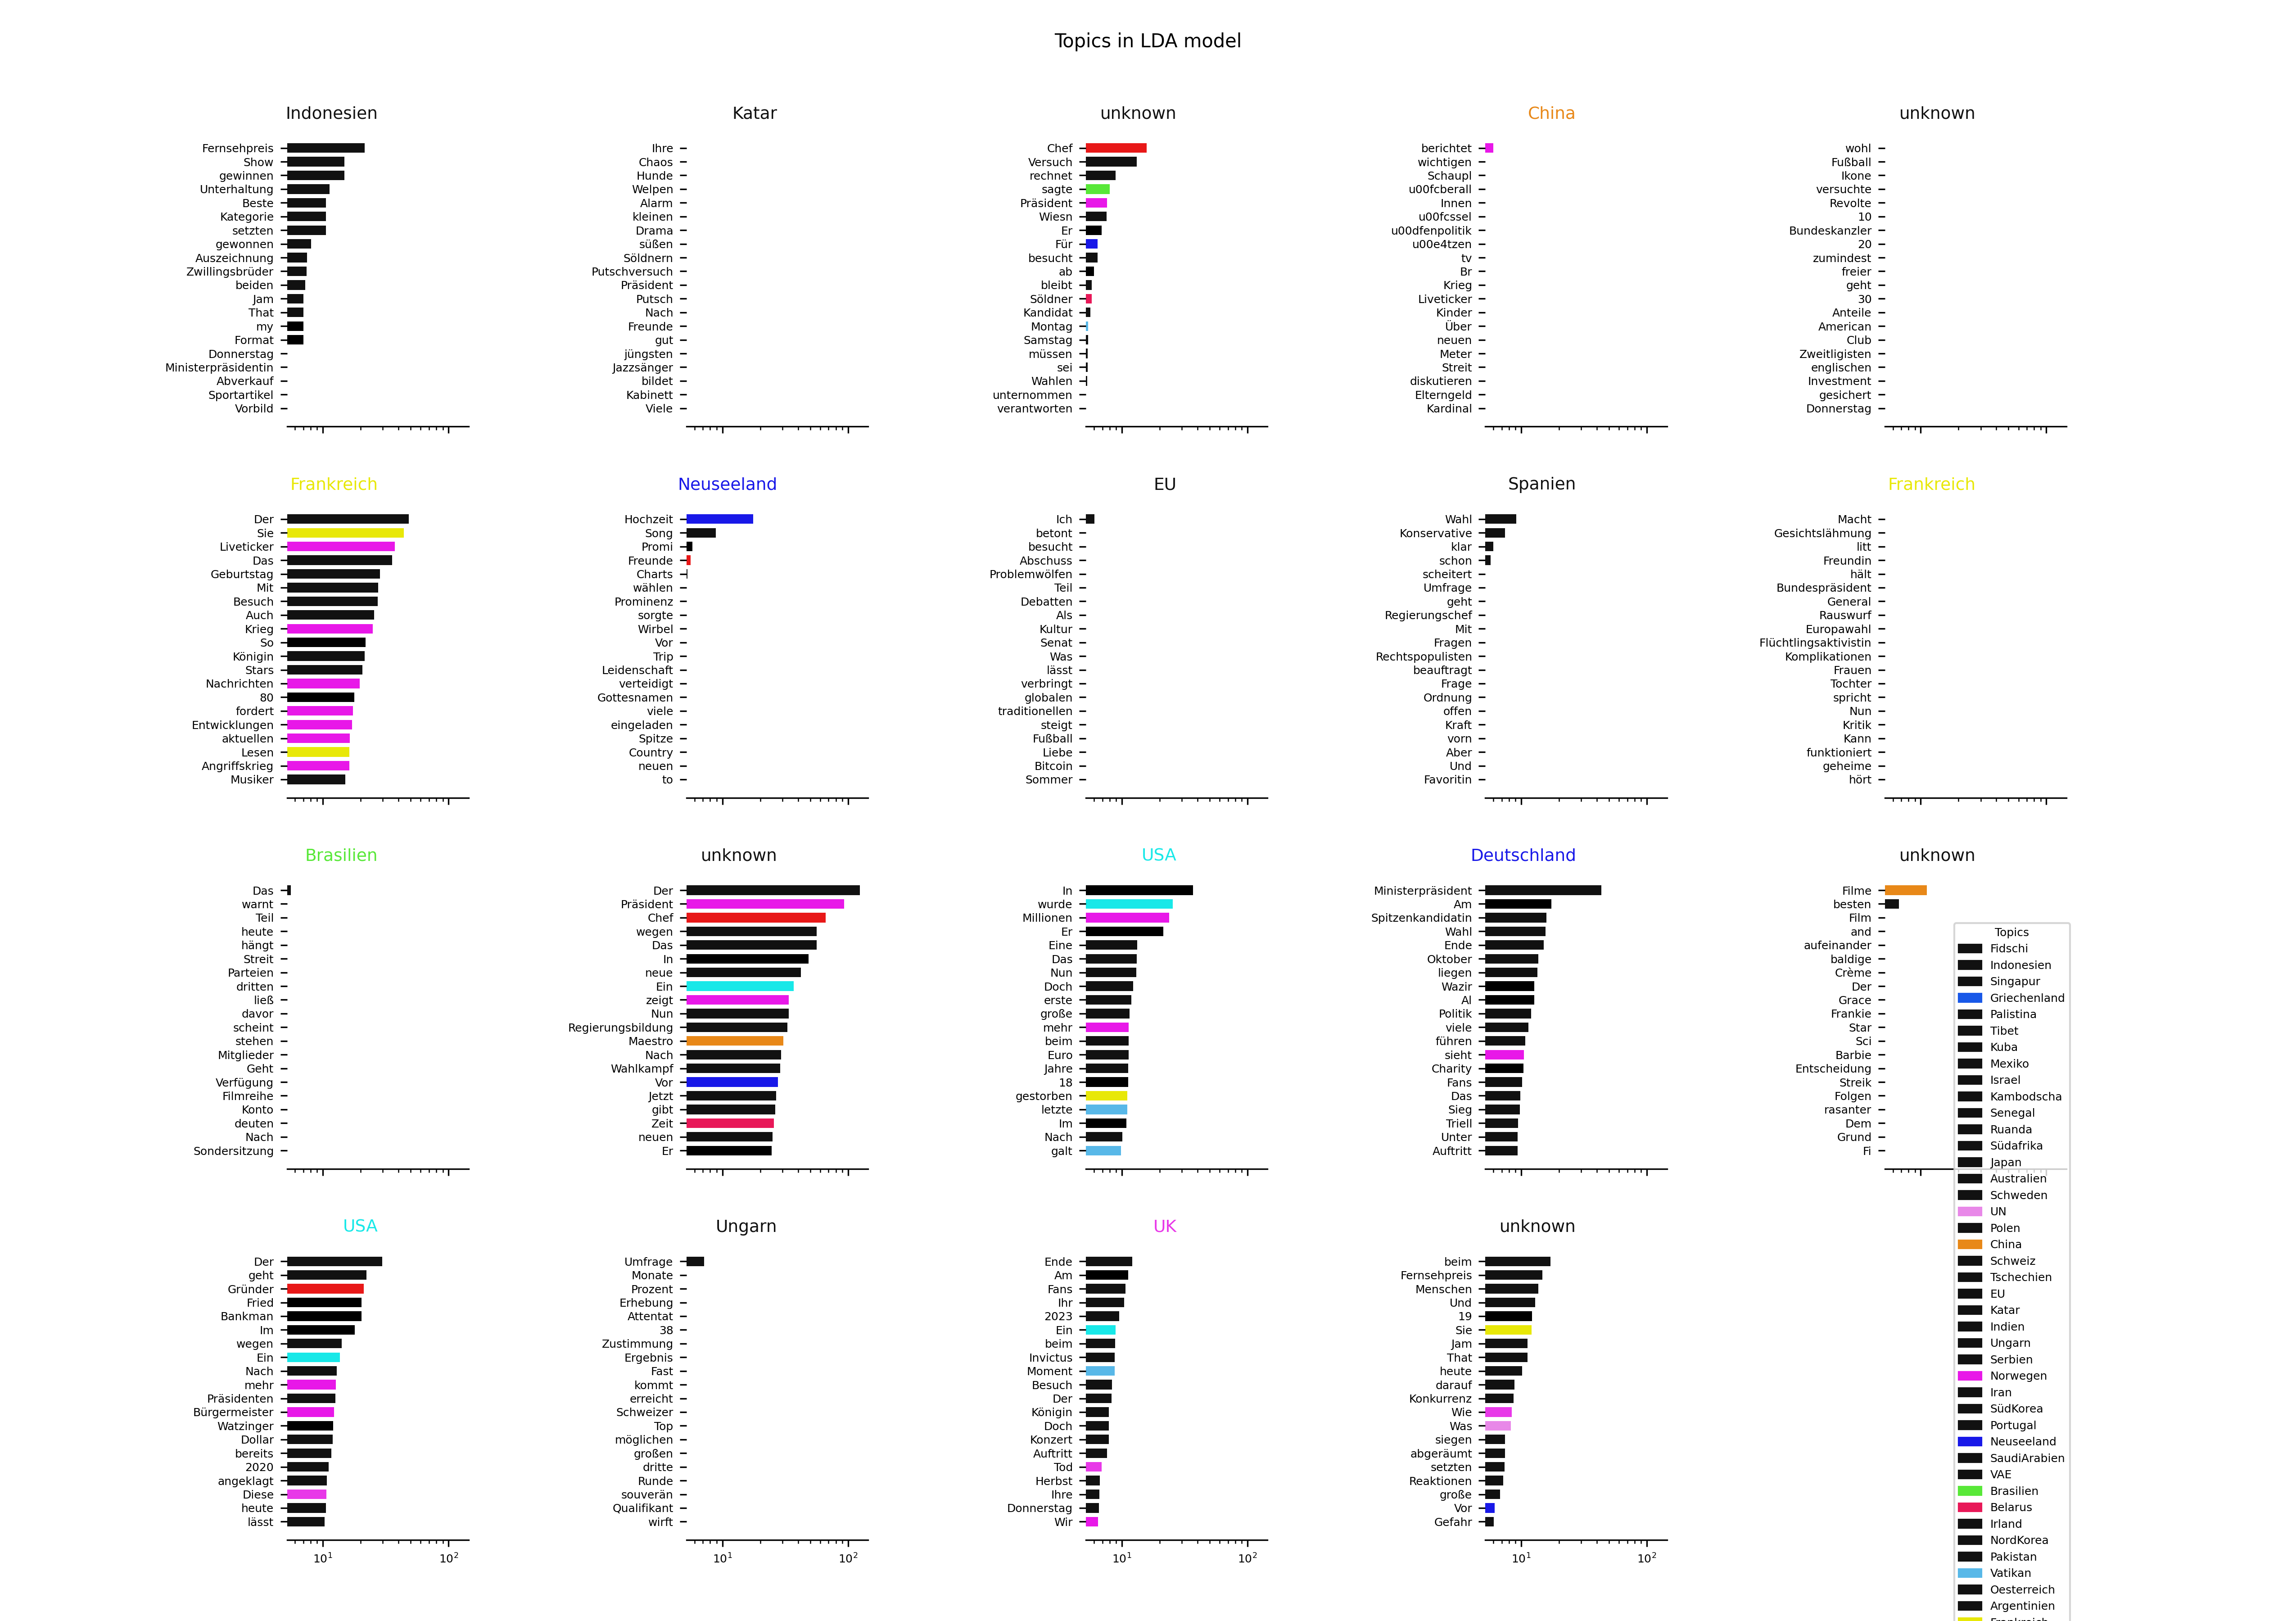 Topics in LDA model
Indonesien
Fernsehpreis
Show
gewinnen
Unterhaltung
Beste
Kategorie
setzten
gewonnen
Auszeichnung
Zwillingsbrüder
beiden
Jam
That
my
Format
Donnerstag
Ministerpräsidentin
Abverkauf
Sportartikel
Vorbild
Katar
Ihre
Chaos
Hunde
Welpen
Alarm
kleinen
Drama
süßen
Söldnern
Putschversuch
Präsident
Putsch
Nach
Freunde
gut
jüngsten
Jazzsänger
bildet
Kabinett
Viele
unknown
Chef
Versuch
rechnet
sagte
Präsident
Wiesn
Er
Für
besucht
ab
bleibt
Söldner
Kandidat
Montag
Samstag
müssen
sei
Wahlen
unternommen
verantworten
China
berichtet
wichtigen
Schaupl
u00fcberall
Innen
u00fcssel
u00dfenpolitik
u00e4tzen
tv
Br
Krieg
Liveticker
Kinder
Über
neuen
Meter
Streit
diskutieren
Elterngeld
Kardinal
unknown
wohl
Fußball
Ikone
versuchte
Revolte
10
Bundeskanzler
20
zumindest
freier
geht
30
Anteile
American
Club
Zweitligisten
englischen
Investment
gesichert
Donnerstag
Frankreich
Der
Sie
Liveticker
Das
Geburtstag
Mit
Besuch
Auch
Krieg
So
Königin
Stars
Nachrichten
80
fordert
Entwicklungen
aktuellen
Lesen
Angriffskrieg
Musiker
Neuseeland
Hochzeit
Song
Promi
Freunde
Charts
wählen
Prominenz
sorgte
Wirbel
Vor
Trip
Leidenschaft
verteidigt
Gottesnamen
viele
eingeladen
Spitze
Country
neuen
to
EU
Ich
betont
besucht
Abschuss
Problemwölfen
Teil
Debatten
Als
Kultur
Senat
Was
lässt
verbringt
globalen
traditionellen
steigt
Fußball
Liebe
Bitcoin
Sommer
Spanien
Wahl
Konservative
klar
schon
scheitert
Umfrage
geht
Regierungschef
Mit
Fragen
Rechtspopulisten
beauftragt
Frage
Ordnung
offen
Kraft
vorn
Aber
Und
Favoritin
Frankreich
Macht
Gesichtslähmung
litt
Freundin
hält
Bundespräsident
General
Rauswurf
Europawahl
Flüchtlingsaktivistin
Komplikationen
Frauen
Tochter
spricht
Nun
Kritik
Kann
funktioniert
geheime
hört
Brasilien
Das
warnt
Teil
heute
hängt
Streit
Parteien
dritten
ließ
davor
scheint
stehen
Mitglieder
Geht
Verfügung
Filmreihe
Konto
deuten
Nach
Sondersitzung
unknown
Der
Präsident
Chef
wegen
Das
In
neue
Ein
zeigt
Nun
Regierungsbildung
Maestro
Nach
Wahlkampf
Vor
Jetzt
gibt
Zeit
neuen
Er
USA
In
wurde
Millionen
Er
Eine
Das
Nun
Doch
erste
große
mehr
beim
Euro
Jahre
18
gestorben
letzte
Im
Nach
galt
Deutschland
Ministerpräsident
Am
Spitzenkandidatin
Wahl
Ende
Oktober
liegen
Wazir
Al
Politik
viele
führen
sieht
Charity
Fans
Das
Sieg
Triell
Unter
Auftritt
unknown
Filme
besten
Film
and
aufeinander
baldige
Crème
Der
Grace
Frankie
Star
Sci
Barbie
Entscheidung
Streik
Folgen
rasanter
Dem
Grund
Fi
USA
Der
geht
Gründer
Fried
Bankman
Im
wegen
Ein
Nach
mehr
Präsidenten
Bürgermeister
Watzinger
Dollar
bereits
2020
angeklagt
Diese
heute
lässt
10¹ 10²
Ungarn
Umfrage
Monate
Prozent
Erhebung
Attentat
38
Zustimmung
Ergebnis
Fast
kommt
erreicht
Schweizer
Top
möglichen
großen
dritte
Runde
souverän
Qualifikant
wirft
10¹ 10²
UK
Ende
Am
Fans
Ihr
2023
Ein
beim
Invictus
Moment
Besuch
Der
Königin
Doch
Konzert
Auftritt
Tod
Herbst
Ihre
Donnerstag
Wir
10¹ 10²
unknown
beim
Fernsehpreis
Menschen
Und
19
Sie
Jam
That
heute
darauf
Konkurrenz
Wie
Was
siegen
abgeräumt
setzten
Reaktionen
große
Vor
Gefahr
10¹ 10²
Topics
Fidschi
Indonesien
Singapur
Griechenland
Palistina
Tibet
Kuba
Mexiko
Israel
Kambodscha
Senegal
Ruanda
Südafrika
Japan
Australien
Schweden
UN
Polen
China
Schweiz
Tschechien
EU
Katar
Indien
Ungarn
Serbien
Norwegen
Iran
SüdKorea
Portugal
Neuseeland
SaudiArabien
VAE
Brasilien
Belarus
Irland
NordKorea
Pakistan
Vatikan
Oesterreich
Argentinien